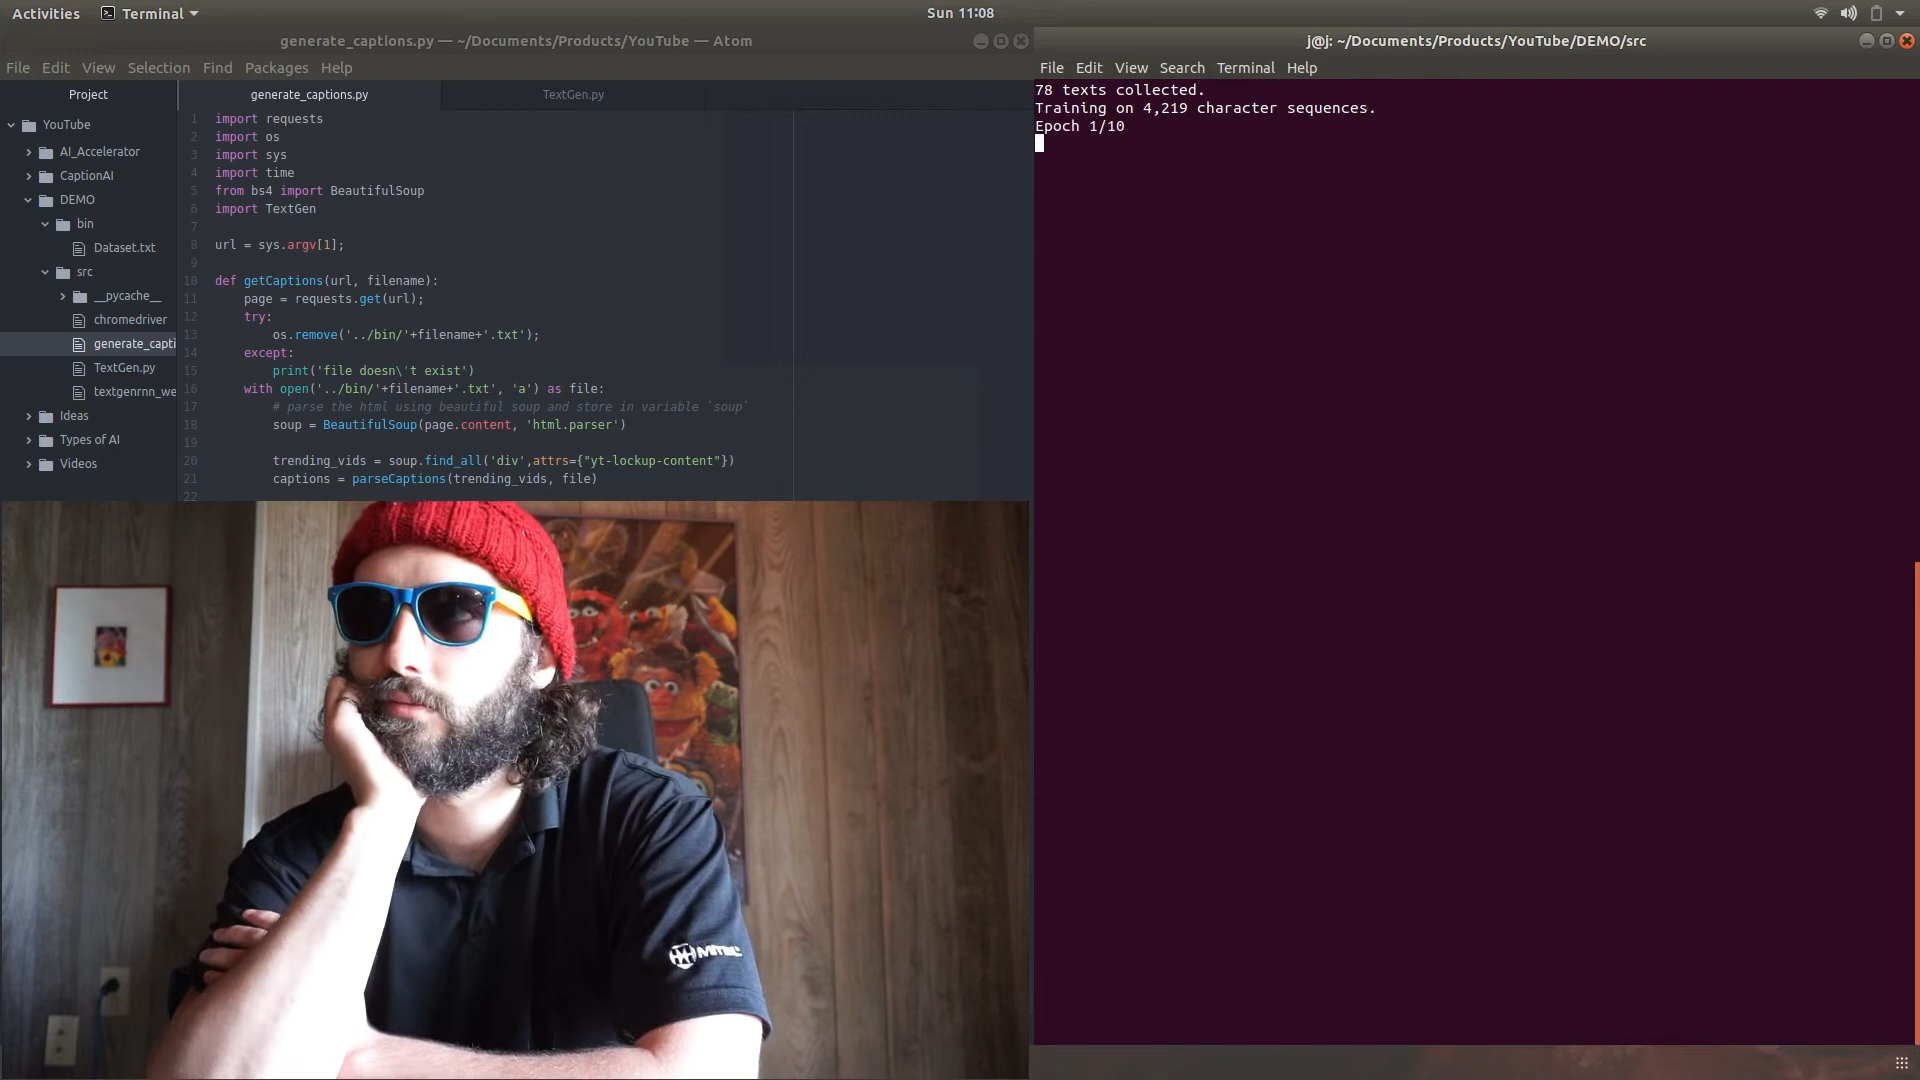 Activities Terminal Sun 11:08
generate_captions.py — ~/Documents/Products/YouTube — Atom
File Edit View Selection Find Packages Help
Project
YouTube
AI_Accelerator
CaptionAI
DEMO
bin
Dataset.txt
src
__pycache__
chromedriver
generate_capti
TextGen.py
textgenrnn_we
Ideas
Types of AI
Videos
generate_captions.py TextGen.py
1 import requests
2 import os
3 import sys
4 import time
5 from bs4 import BeautifulSoup
6 import TextGen
7
8 url = sys.argv[1];
9
10 def getCaptions(url, filename):
11 page = requests.get(url);
12 try:
13 os.remove('../bin/'+filename+'.txt');
14 except:
15 print('file doesn\'t exist')
16 with open('../bin/'+filename+'.txt', 'a') as file:
17 # parse the html using beautiful soup and store in variable `soup`
18 soup = BeautifulSoup(page.content, 'html.parser')
19
20 trending_vids = soup.find_all('div',attrs={"yt-lockup-content"})
21 captions = parseCaptions(trending_vids, file)
22
j@j: ~/Documents/Products/YouTube/DEMO/src
File Edit View Search Terminal Help
78 texts collected.
Training on 4,219 character sequences.
Epoch 1/10
MITEL